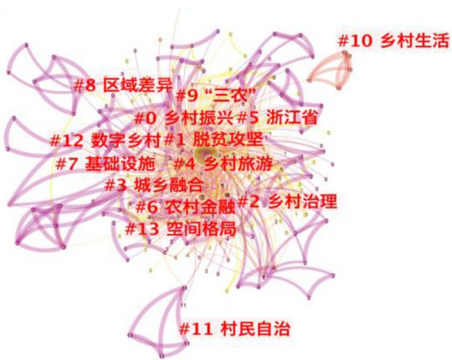 #10 乡村生活
#8 区域差异
#9 “三农”
#0 乡村振兴 #5 浙江省
#12 数字乡村 #1 脱贫攻坚
#7 基础设施 #4 乡村旅游
#3 城乡融合
#6 农村金融 #2 乡村治理
#13 空间格局
#11 村民自治